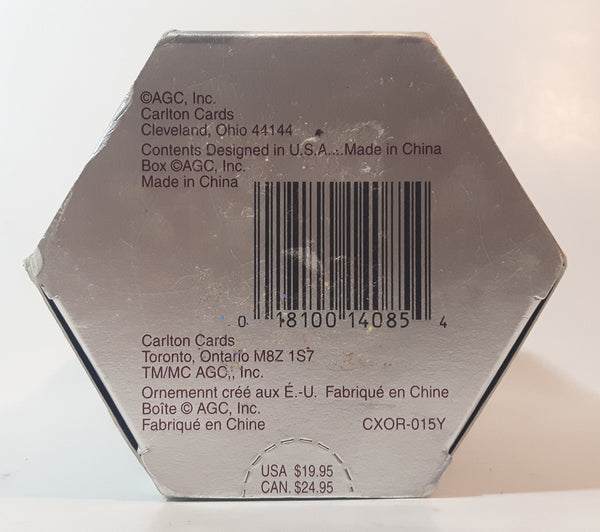 ©AGC, Inc.
Carlton Cards
Cleveland, Ohio 44144
Contents Designed in U.S.A... Made in China
Box ©AGC, Inc.
Made in China
0 18100 14085 4
Carlton Cards
Toronto, Ontario M8Z 1S7
TM/MC AGC,, Inc.
Ornemennt créé aux É.-U. Fabriqué en Chine
Boîte © AGC, Inc.
Fabriqué en Chine CXOR-015Y
USA $19.95
CAN. $24.95